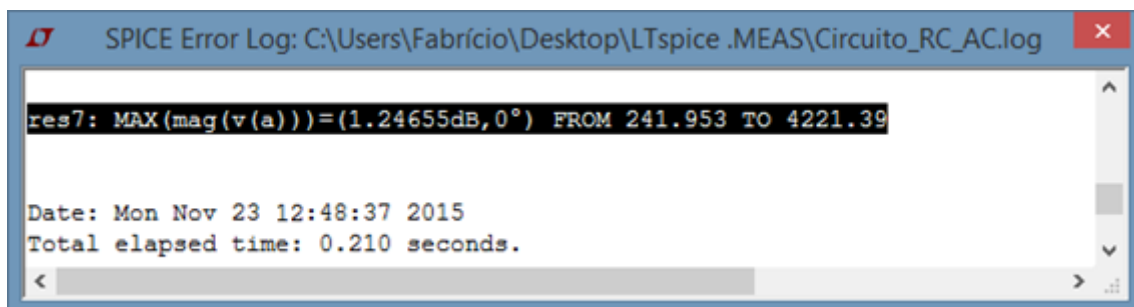 SPICE Error Log: C:\Users\Fabrício\Desktop\LTspice .MEAS\Circuito_RC_AC.log
res7: MAX(mag(v(a)))=(1.24655dB,0°) FROM 241.953 TO 4221.39
Date: Mon Nov 23 12:48:37 2015
Total elapsed time: 0.210 seconds.